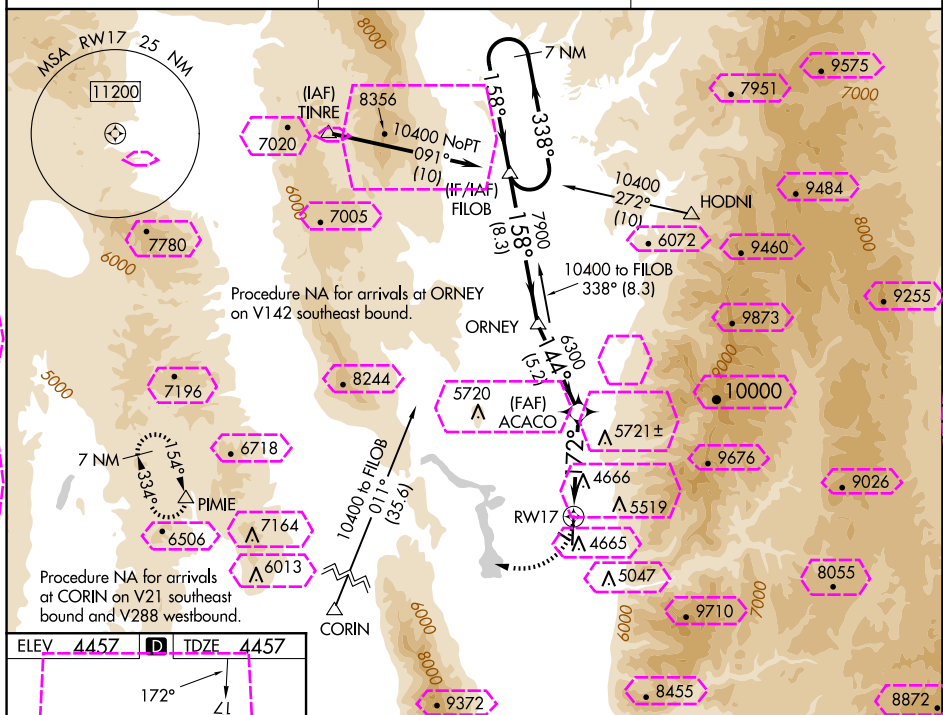 MSA RW17 25 NM
11200
8000
(IAF)
TINRE
8356
7020
10400 NoPT
091°
(10)
7 NM
158°
338°
(IF/IAF)
FILOB
10400
272°
(10)
HODNI
7951
9575
7000
9484
8000
6000
7005
7780
6000
6072
9460
7900
158°
(8.3)
10400 to FILOB
338° (8.3)
9255
Procedure NA for arrivals at ORNEY
on V142 southeast bound.
ORNEY
9873
9000
6300
144°
(5.2)
5000
7196
8244
5720
(FAF)
ACACO
10000
5721±
172°
6718
9676
7 NM
154°
334°
PIMIE
10400 to FILOB
011°
(35.6)
4666
5519
9026
RW17
6506
7164
4665
6013
5047
8055
Procedure NA for arrivals
at CORIN on V21 southeast
bound and V288 westbound.
CORIN
6000
8000
6000
9710
7000
ELEV 4457 D TDZE 4457
172°
17
9372
8455
8872